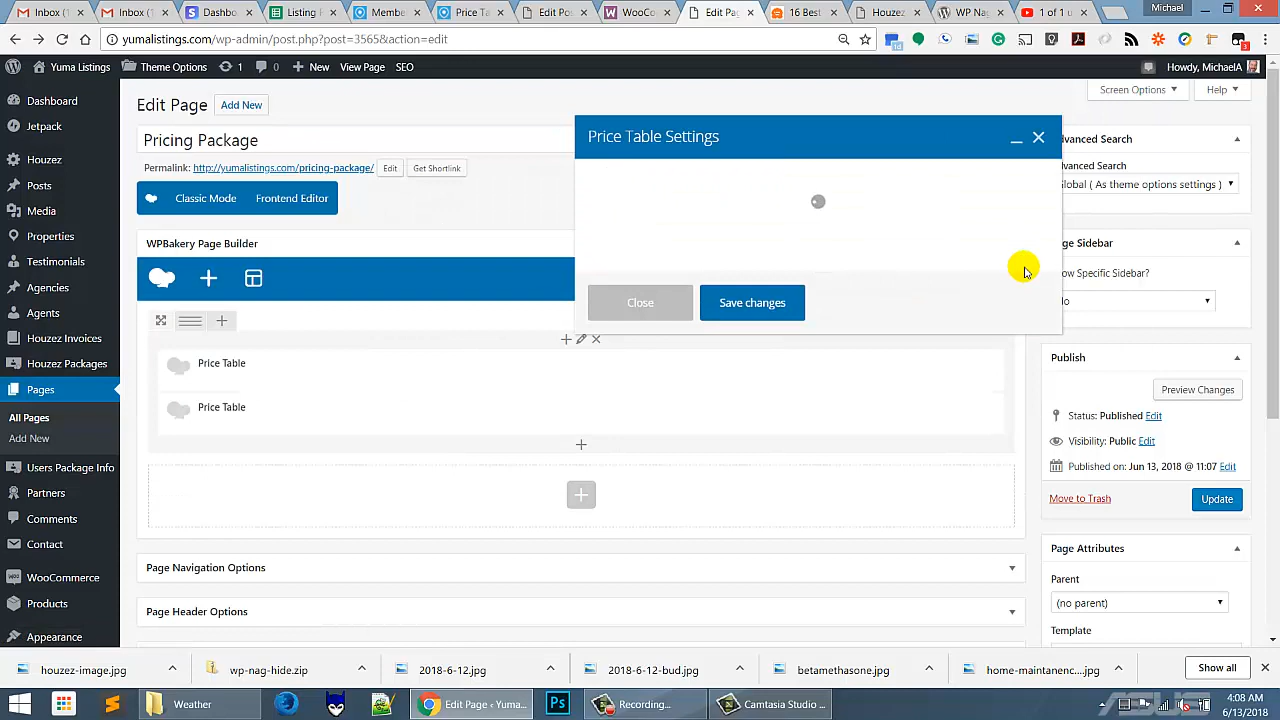 Michael
Inbox (1
Inbox (1
Dashbo
Listing F
Membe
Price Ta
Edit Po
WooCo
Edit Pa
16 Best
Houzez
WP Nag
1 of 1 u
yumalistings.com/wp-admin/post.php?post=3565&action=edit
Yuma Listings
Theme Options
1
0
New
View Page
SEO
Howdy, MichaelA
Screen Options
Help
Dashboard
Jetpack
Houzez
Posts
Media
Properties
Testimonials
Agencies
Agents
Houzez Invoices
Houzez Packages
Pages
All Pages
Add New
Users Package Info
Partners
Comments
Contact
WooCommerce
Products
Appearance
Edit Page
Add New
Pricing Package
Permalink: http://yumalistings.com/pricing-package/
Edit
Get Shortlink
Classic Mode
Frontend Editor
WPBakery Page Builder
Price Table
Price Table
Page Navigation Options
Page Header Options
Price Table Settings
Close
Save changes
dvanced Search
dvanced Search
lobal ( As theme options settings )
ge Sidebar
ow Specific Sidebar?
lo
Publish
Preview Changes
Status: Published Edit
Visibility: Public Edit
Published on: Jun 13, 2018 @ 11:07 Edit
Move to Trash
Update
Page Attributes
Parent
(no parent)
Template
houzez-image.jpg
wp-nag-hide.zip
2018-6-12.jpg
2018-6-12-bud.jpg
betamethasone.jpg
home-maintanenc....jpg
Show all
Weather
Edit Page ‹ Yuma...
Recording...
Camtasia Studio ...
ASUS
4:08 AM
6/13/2018